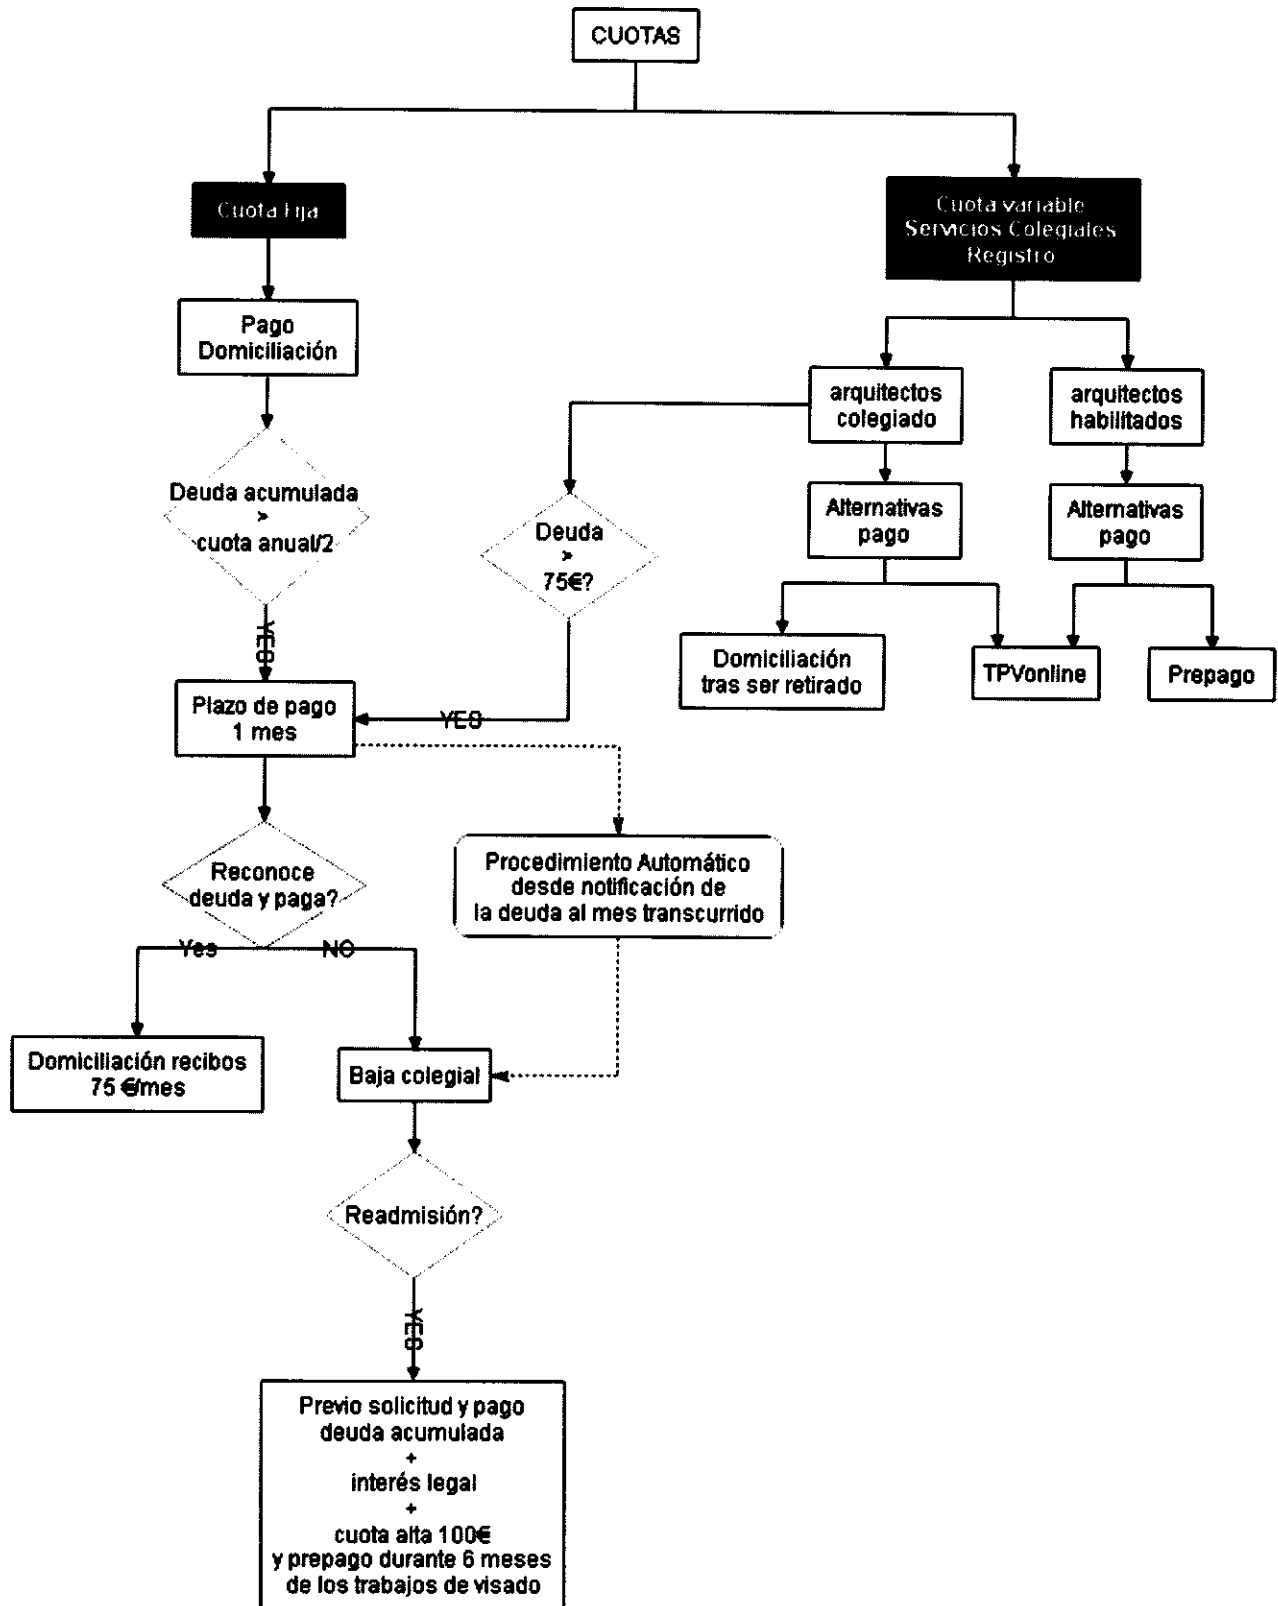 CUOTAS
Cuota Fija
Cuota variable
Servicios Colegiales
Registro
Pago
Domiciliación
arquitectos
colegiado
arquitectos
habilitados
Deuda acumulada
>
cuota anual/2
Deuda
>
75€?
Alternativas
pago
Alternativas
pago
YES
Domiciliación
tras ser retirado
TPVonline
Prepago
Plazo de pago
1 mes
YES
Reconoce
deuda y paga?
Procedimiento Automático
desde notificación de
la deuda al mes transcurrido
Yes
NO
Domiciliación recibos
75 €/mes
Baja colegial
Readmisión?
YES
Previo solicitud y pago
deuda acumulada
+
interés legal
+
cuota alta 100€
y prepago durante 6 meses
de los trabajos de visado